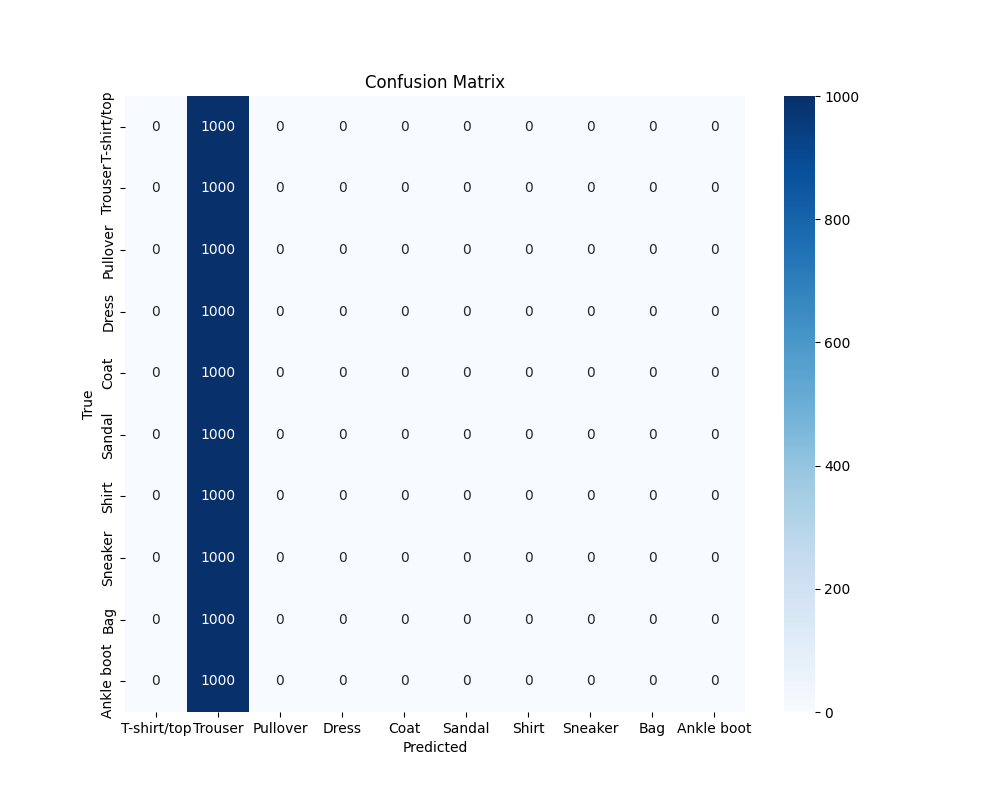 Confusion Matrix
T-shirt/top 0 1000 0 0 0 0 0 0 0 0
Trouser 0 1000 0 0 0 0 0 0 0 0
Pullover 0 1000 0 0 0 0 0 0 0 0
Dress 0 1000 0 0 0 0 0 0 0 0
Coat 0 1000 0 0 0 0 0 0 0 0
Sandal 0 1000 0 0 0 0 0 0 0 0
Shirt 0 1000 0 0 0 0 0 0 0 0
Sneaker 0 1000 0 0 0 0 0 0 0 0
Bag 0 1000 0 0 0 0 0 0 0 0
Ankle boot 0 1000 0 0 0 0 0 0 0 0
True
T-shirt/top Trouser Pullover Dress Coat Sandal Shirt Sneaker Bag Ankle boot
Predicted
1000
800
600
400
200
0